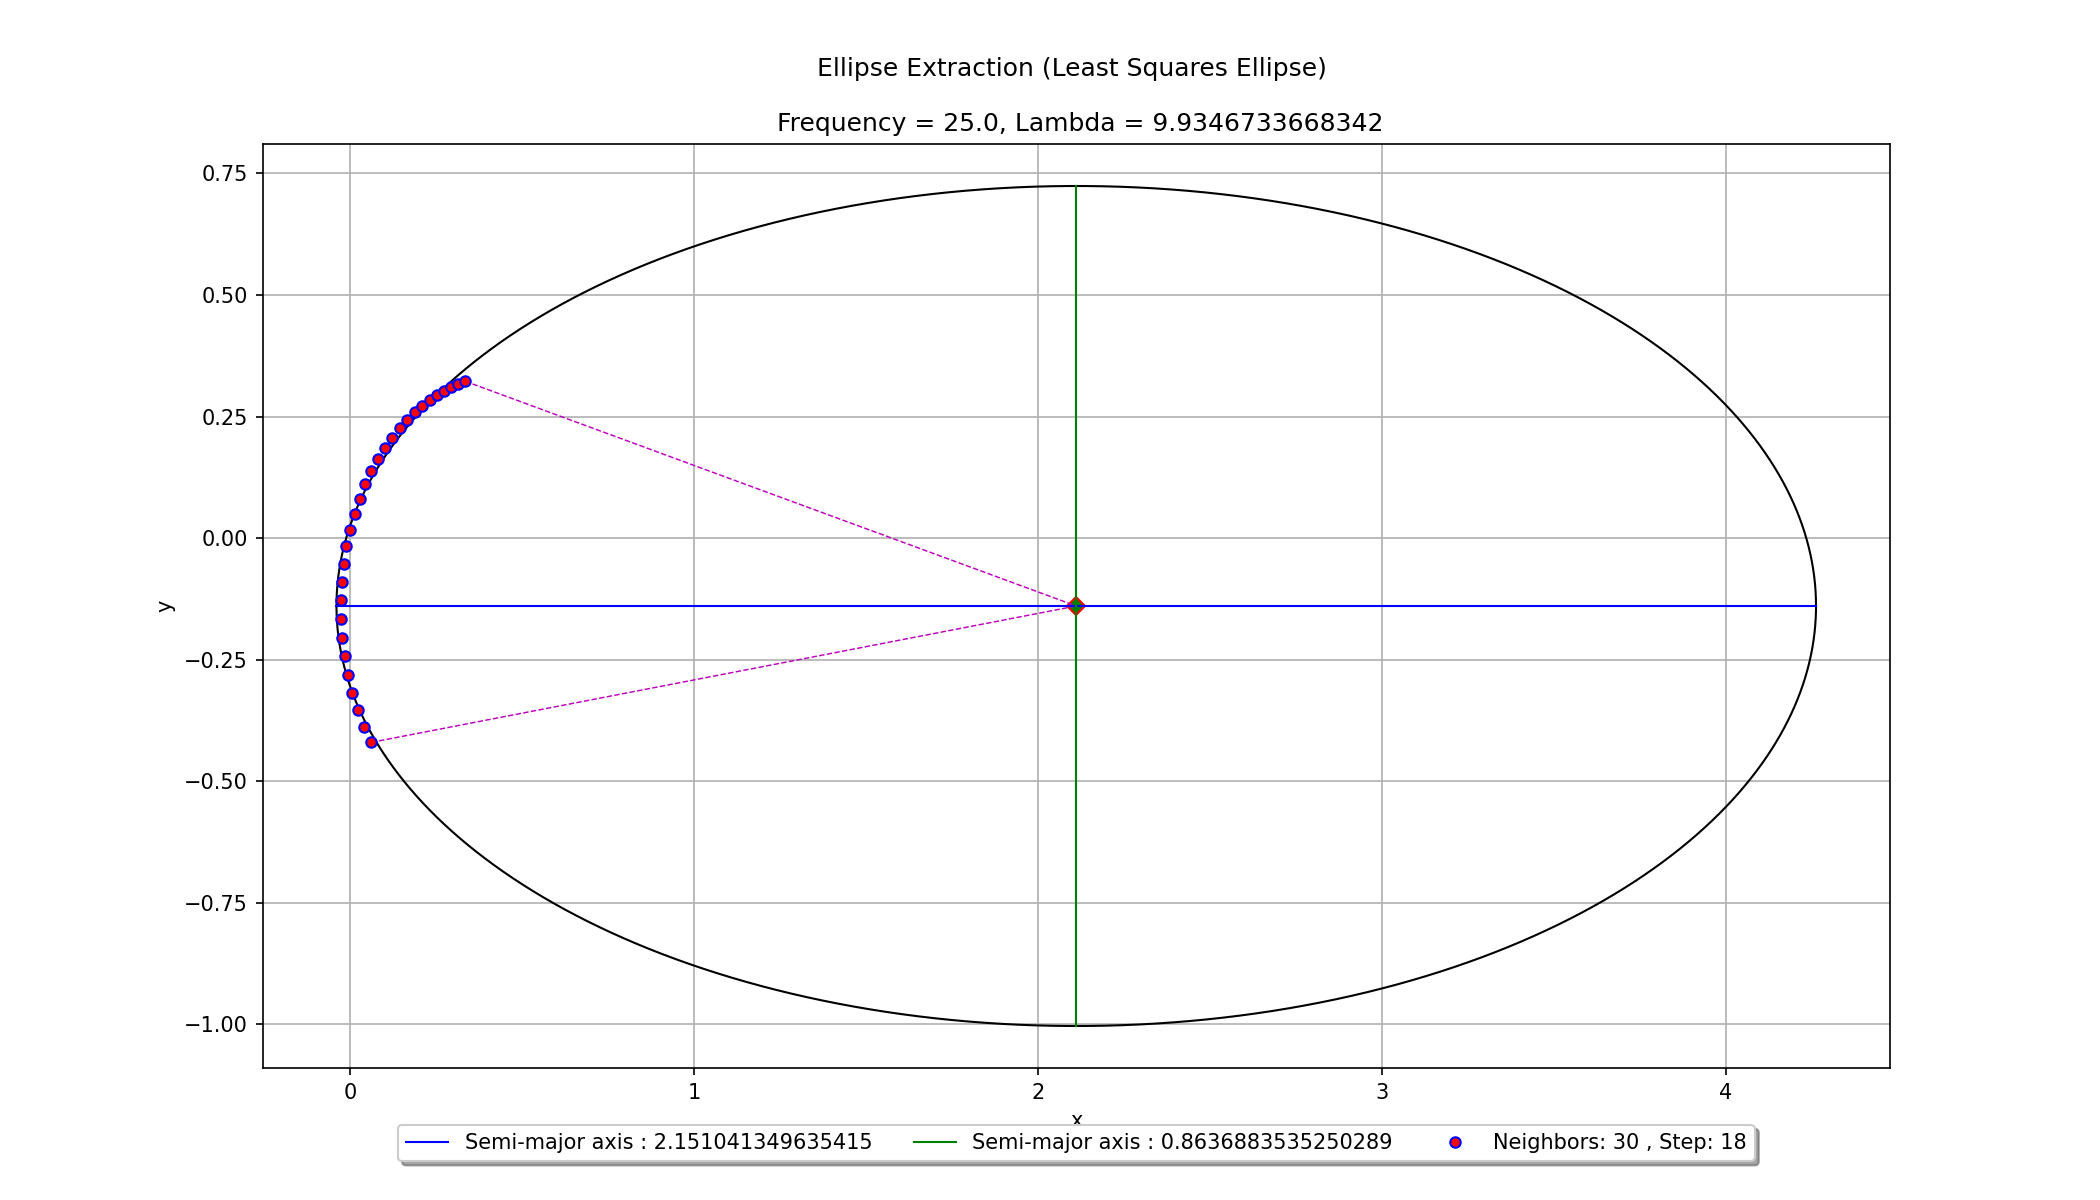 Ellipse Extraction (Least Squares Ellipse)
Frequency = 25.0, Lambda = 9.9346733668342
0.75
0.50
0.25
0.00
−0.25
−0.50
−0.75
−1.00
y
0 1 2 3 4
x
Semi-major axis : 2.151041349635415 Semi-major axis : 0.8636883535250289 Neighbors: 30 , Step: 18